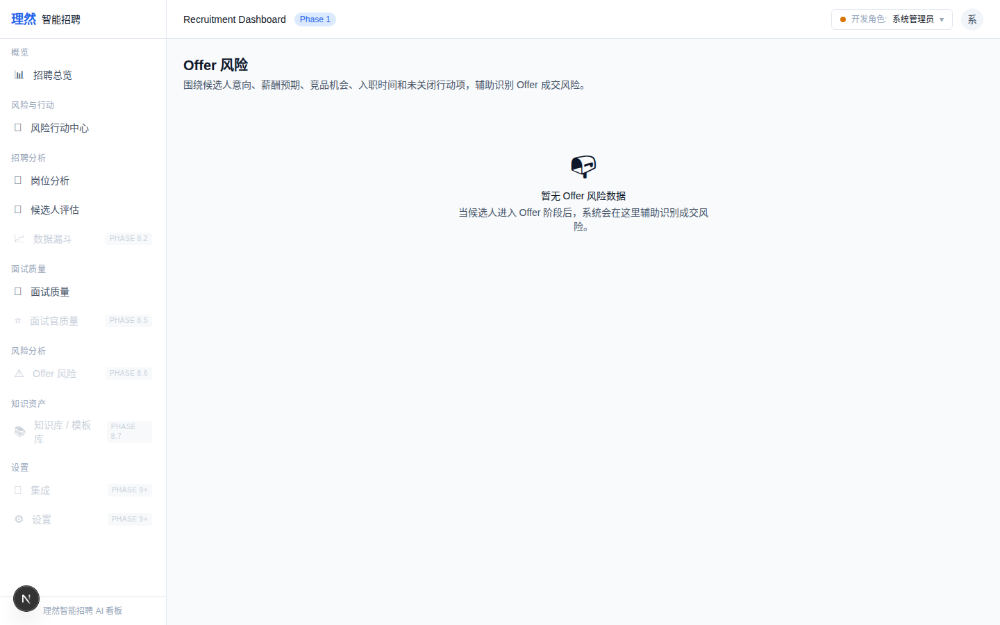 理然 智能招聘
Recruitment Dashboard Phase 1
开发角色: 系统管理员 ▾
系
概览
招聘总览
风险与行动
风险行动中心
招聘分析
岗位分析
候选人评估
数据漏斗 PHASE 8.2
面试质量
面试质量
面试官质量 PHASE 8.5
风险分析
Offer 风险 PHASE 8.6
知识资产
知识库 / 模板
库
PHASE
8.7
设置
集成 PHASE 9+
设置 PHASE 9+
N
理然智能招聘 AI 看板
Offer 风险
围绕候选人意向、薪酬预期、竞品机会、入职时间和未关闭行动项，辅助识别 Offer 成交风险。
暂无 Offer 风险数据
当候选人进入 Offer 阶段后，系统会在这里辅助识别成交风
险。